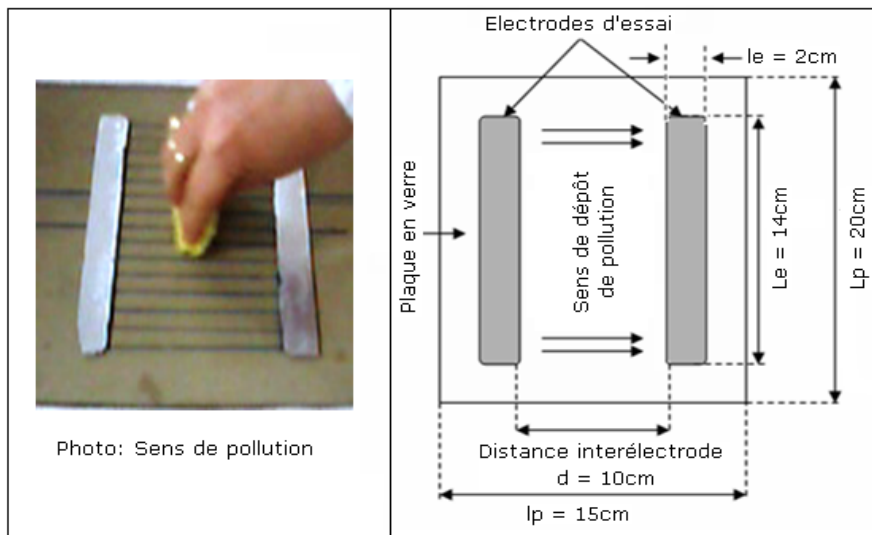 Photo: Sens de pollution
Electrodes d'essai
le = 2cm
Plaque en verre
Sens de dépôt
de pollution
Le = 14cm
Lp = 20cm
Distance interélectrode
d = 10cm
lp = 15cm